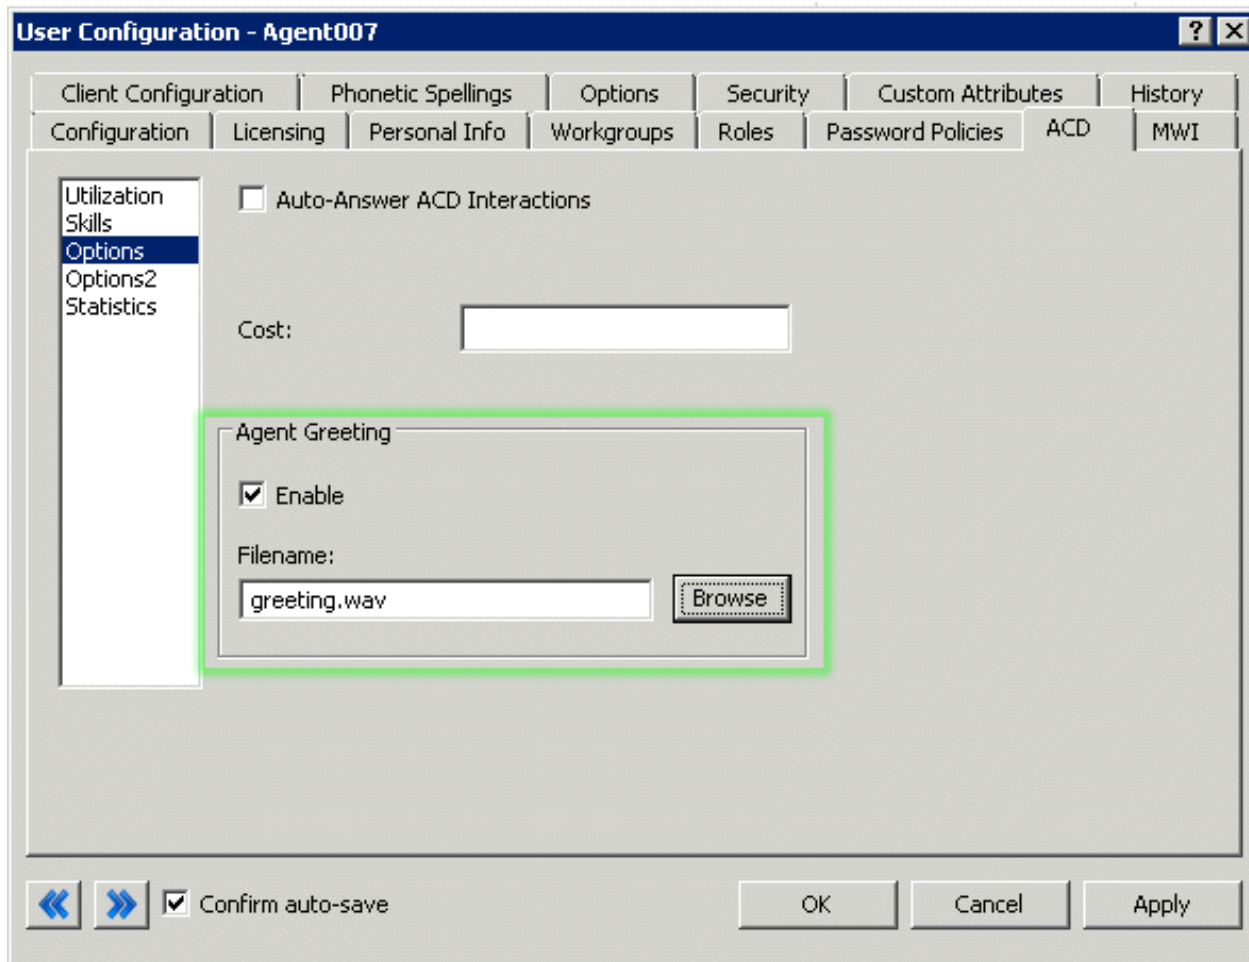 User Configuration - Agent007 ?
Client Configuration Phonetic Spellings Options Security Custom Attributes History
Configuration Licensing Personal Info Workgroups Roles Password Policies ACD MWI
Utilization
Skills
Options
Options2
Statistics
Auto-Answer ACD Interactions
Cost:
Agent Greeting
Enable
Filename:
greeting.wav Browse
Confirm auto-save OK Cancel Apply